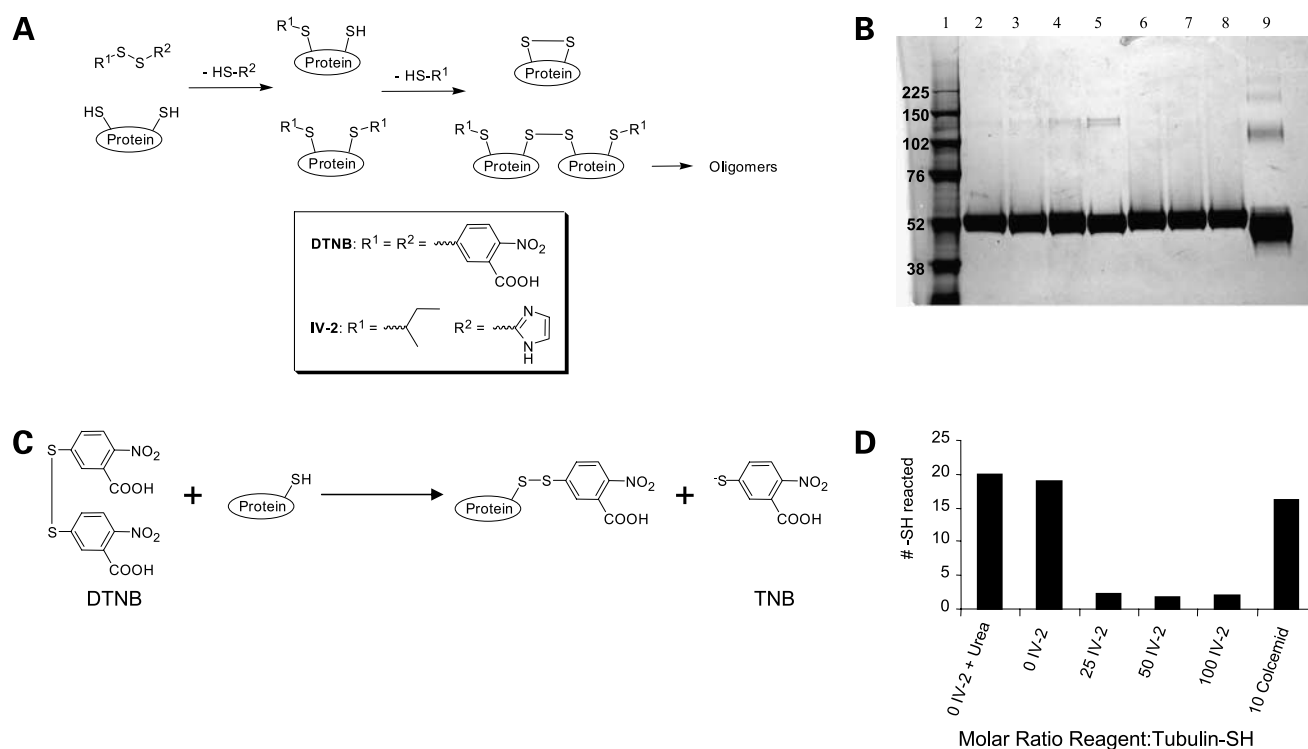 A
R¹ S S R²
HS SH
Protein
- HS-R²
R¹ S SH
Protein
R¹ S S R¹
Protein
- HS-R¹
S S
Protein
R¹ S S S S R¹
Protein Protein
Oligomers
DTNB: R¹ = R² = NO₂
COOH
IV-2: R¹ = R² = N
N
H
B
1 2 3 4 5 6 7 8 9
225
150
102
76
52
38
C
S NO₂
COOH
S NO₂
COOH
DTNB
+
SH
Protein
S S NO₂
Protein
COOH
+
⁻S NO₂
COOH
TNB
D
# -SH reacted
25
20
15
10
5
0
0 IV-2 + Urea
0 IV-2
25 IV-2
50 IV-2
100 IV-2
10 Colcemid
Molar Ratio Reagent:Tubulin-SH